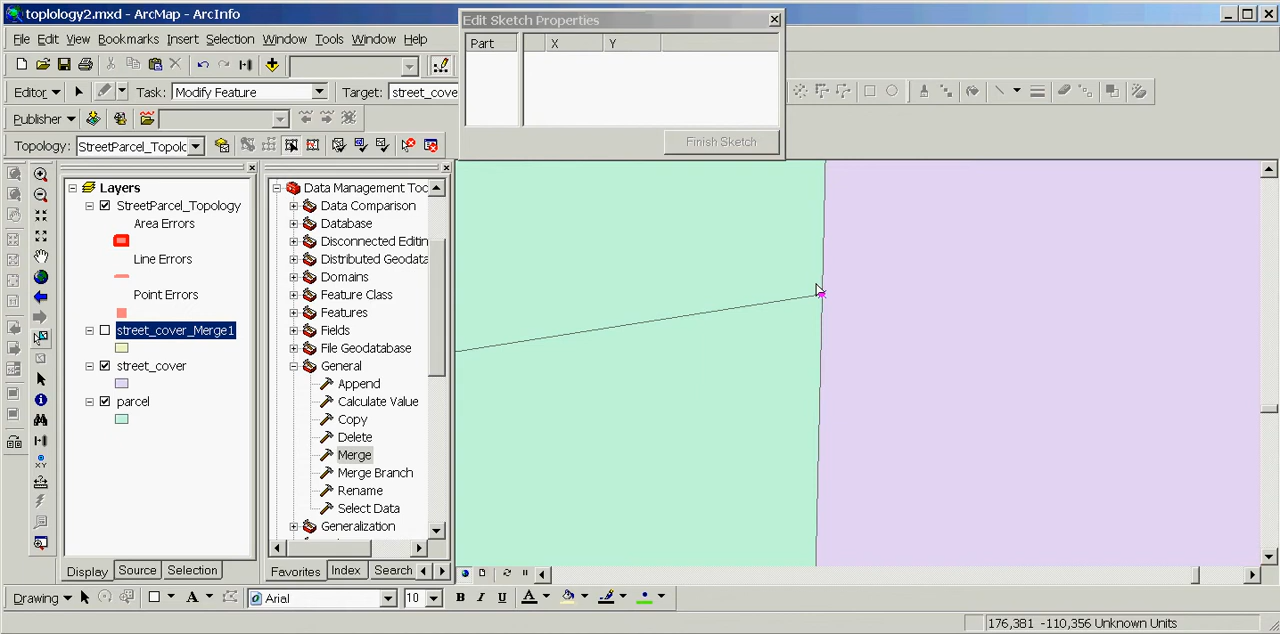 toplology2.mxd - ArcMap - ArcInfo
Edit Sketch Properties
File Edit View Bookmarks Insert Selection Window Tools Window Help
Part X Y
Editor Task: Modify Feature Target: street_cove
Publisher
Finish Sketch
Topology: StreetParcel_Topolo
Layers
StreetParcel_Topology
Area Errors
Line Errors
Point Errors
street_cover_Merge1
street_cover
parcel
Data Management Too
Data Comparison
Database
Disconnected Editin
Distributed Geodata
Domains
Feature Class
Features
Fields
File Geodatabase
General
Append
Calculate Value
Copy
Delete
Merge
Merge Branch
Rename
Select Data
Generalization
Display Source Selection
Favorites Index Search
Drawing A Arial 10 B I U A
176,381 -110,356 Unknown Units